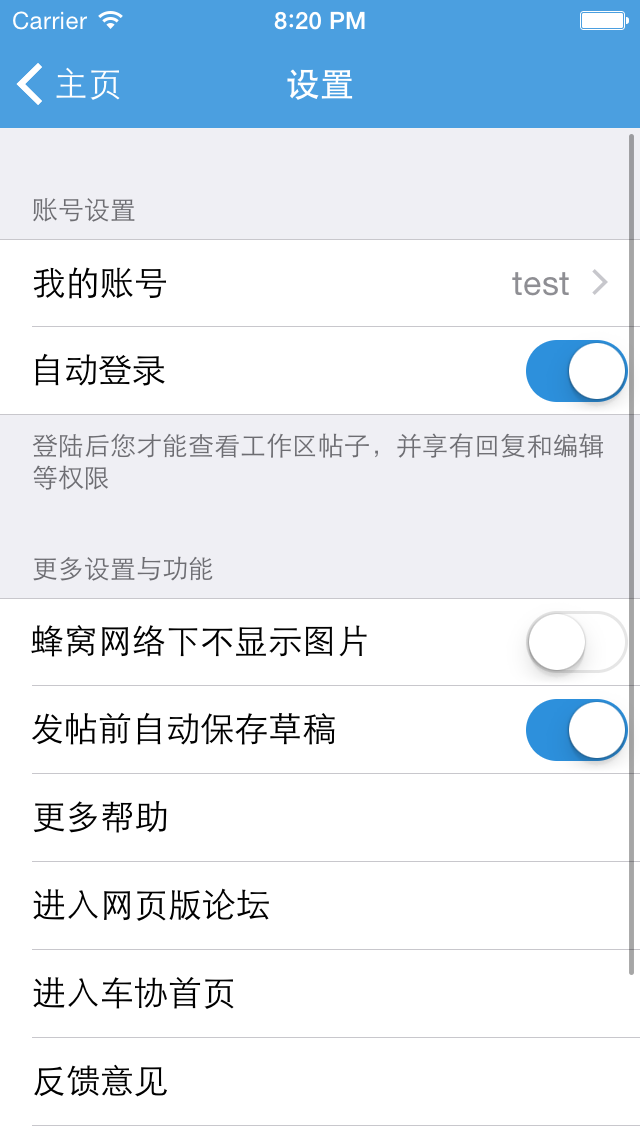 Carrier 8:20 PM
主页 设置
账号设置
我的账号 test
自动登录
登陆后您才能查看工作区帖子，并享有回复和编辑
等权限
更多设置与功能
蜂窝网络下不显示图片
发帖前自动保存草稿
更多帮助
进入网页版论坛
进入车协首页
反馈意见